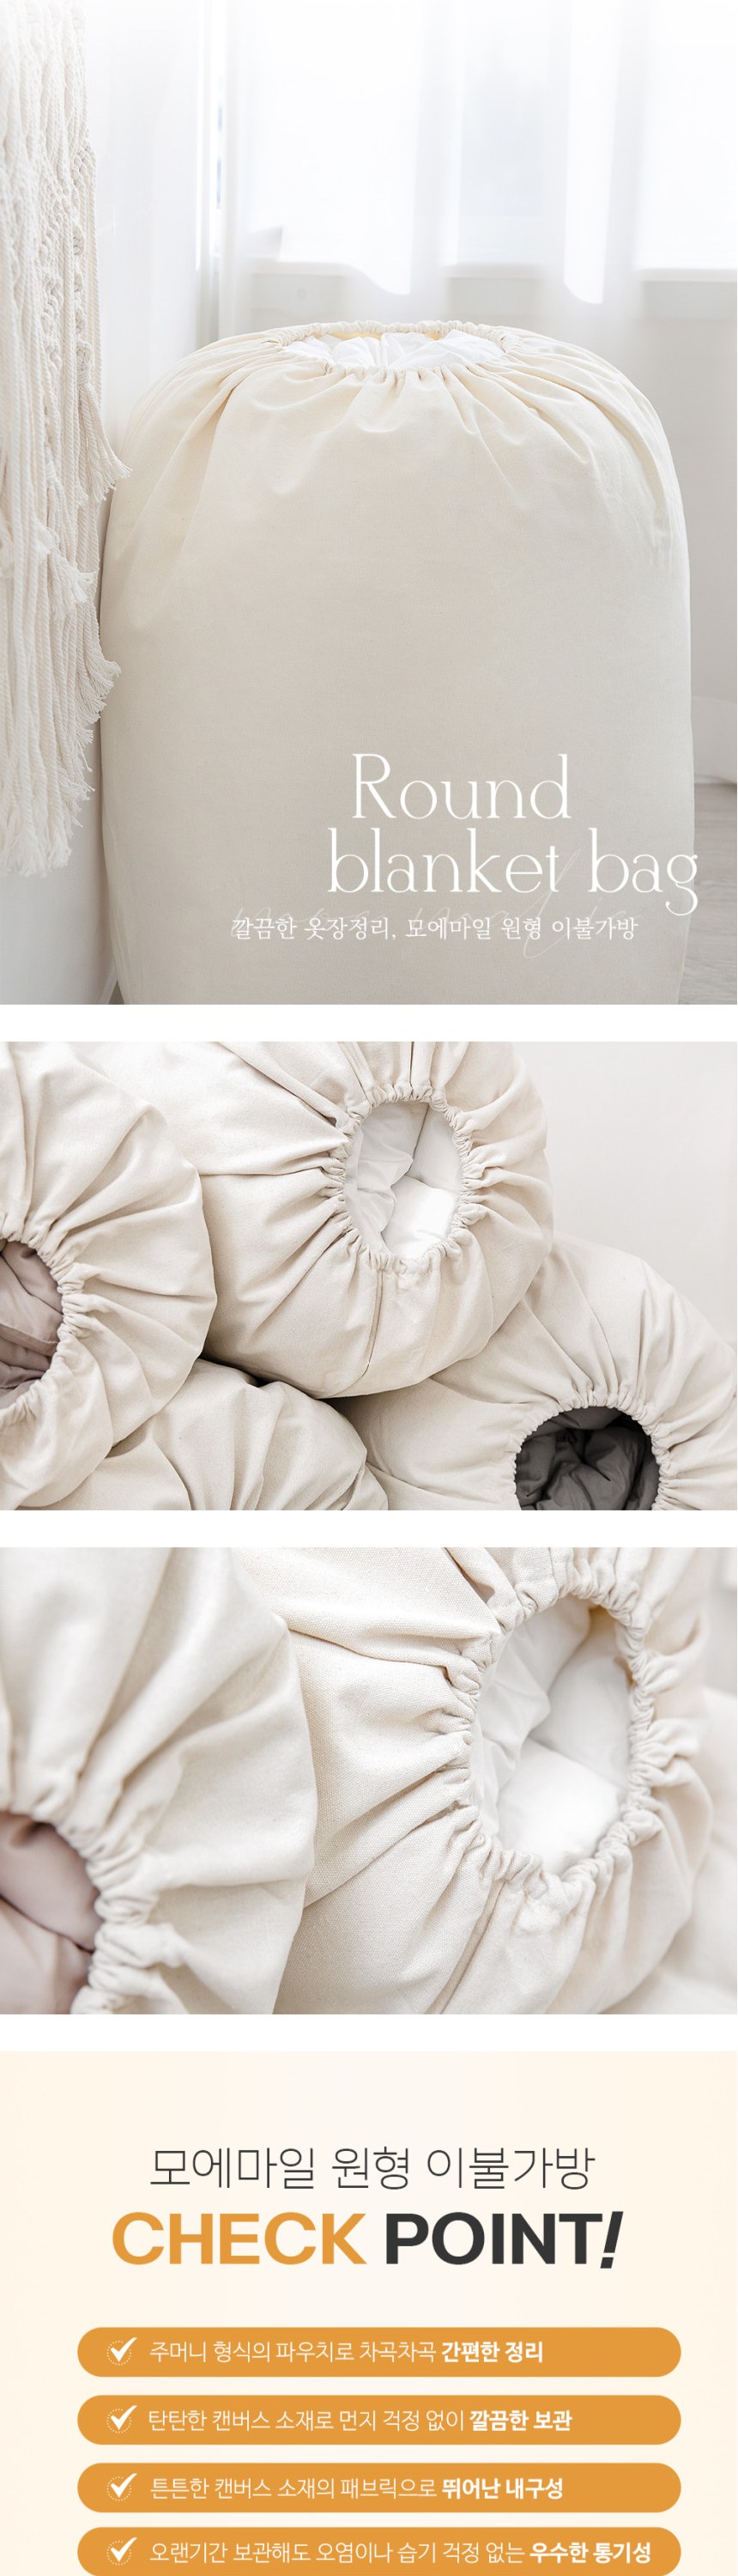 Round
blanket bag
깔끔한 옷장정리, 모에마일 원형 이불가방
모에마일 원형 이불가방
CHECK POINT!
주머니 형식의 파우치로 차곡차곡 간편한 정리
탄탄한 캔버스 소재로 먼지 걱정 없이 깔끔한 보관
튼튼한 캔버스 소재의 패브릭으로 뛰어난 내구성
오랜기간 보관해도 오염이나 습기 걱정 없는 우수한 통기성